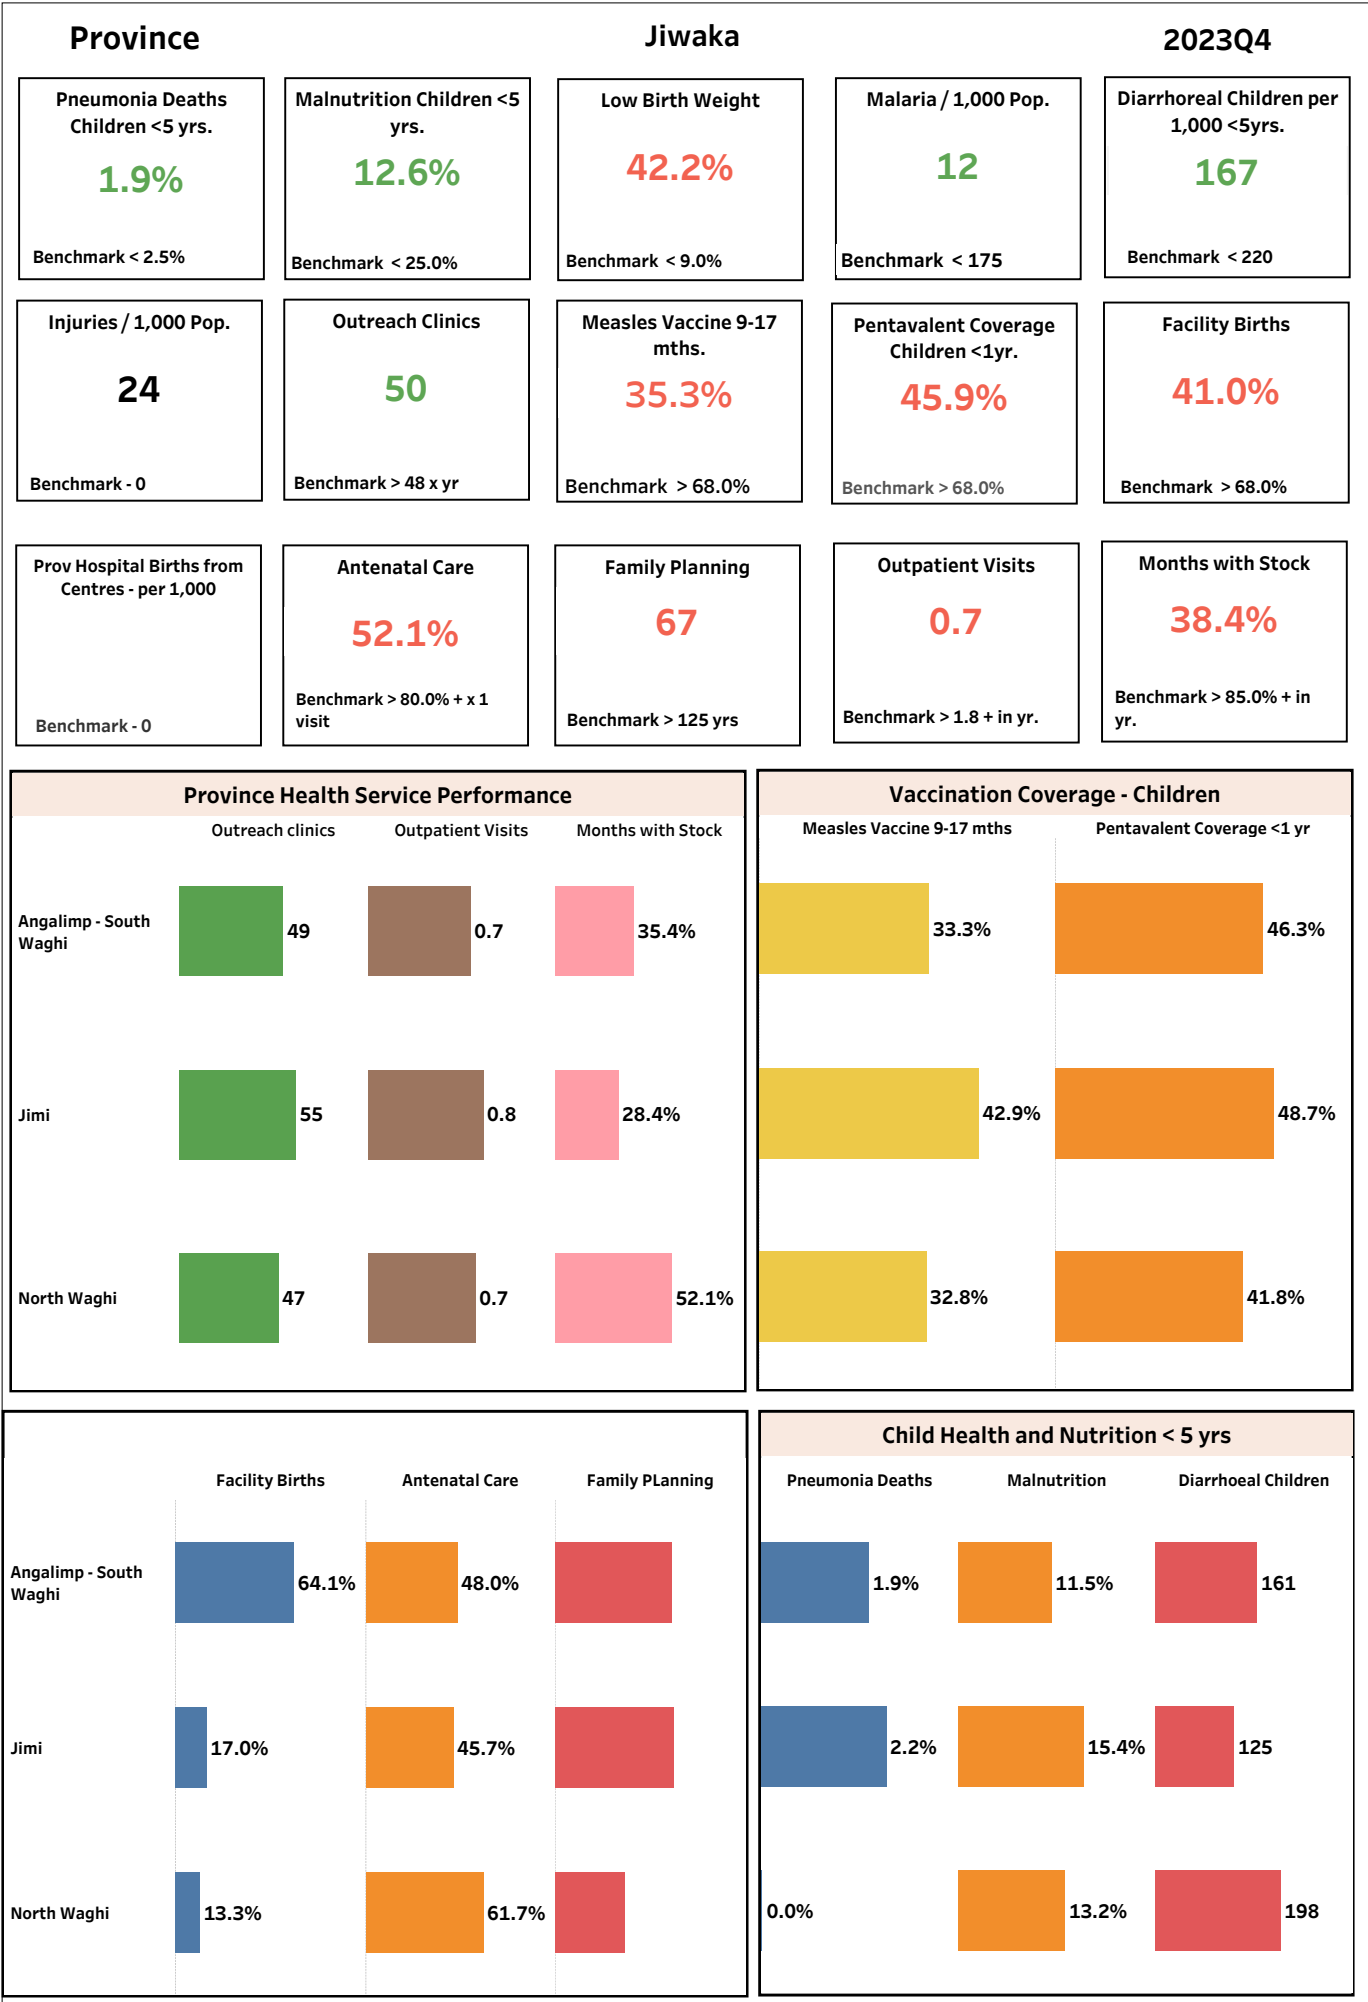 Province
Jiwaka
2023Q4
Pneumonia Deaths
Children <5 yrs.
1.9%
Benchmark < 2.5%
Malnutrition Children <5
yrs.
12.6%
Benchmark < 25.0%
Low Birth Weight
42.2%
Benchmark < 9.0%
Malaria / 1,000 Pop.
12
Benchmark < 175
Diarrhoreal Children per
1,000 <5yrs.
167
Benchmark < 220
Injuries / 1,000 Pop.
24
Benchmark - 0
Outreach Clinics
50
Benchmark > 48 x yr
Measles Vaccine 9-17
mths.
35.3%
Benchmark > 68.0%
Pentavalent Coverage
Children <1yr.
45.9%
Benchmark > 68.0%
Facility Births
41.0%
Benchmark > 68.0%
Prov Hospital Births from
Centres - per 1,000
Benchmark - 0
Antenatal Care
52.1%
Benchmark > 80.0% + x 1
visit
Family Planning
67
Benchmark > 125 yrs
Outpatient Visits
0.7
Benchmark > 1.8 + in yr.
Months with Stock
38.4%
Benchmark > 85.0% + in
yr.
Province Health Service Performance
Outreach clinics
Outpatient Visits
Months with Stock
Angalimp - South
Waghi
49
0.7
35.4%
Jimi
55
0.8
28.4%
North Waghi
47
0.7
52.1%
Vaccination Coverage - Children
Measles Vaccine 9-17 mths
Pentavalent Coverage <1 yr
33.3%
46.3%
42.9%
48.7%
32.8%
41.8%
Facility Births
Antenatal Care
Family PLanning
Angalimp - South
Waghi
64.1%
48.0%
Jimi
17.0%
45.7%
North Waghi
13.3%
61.7%
Child Health and Nutrition < 5 yrs
Pneumonia Deaths
Malnutrition
Diarrhoeal Children
1.9%
11.5%
161
2.2%
15.4%
125
0.0%
13.2%
198